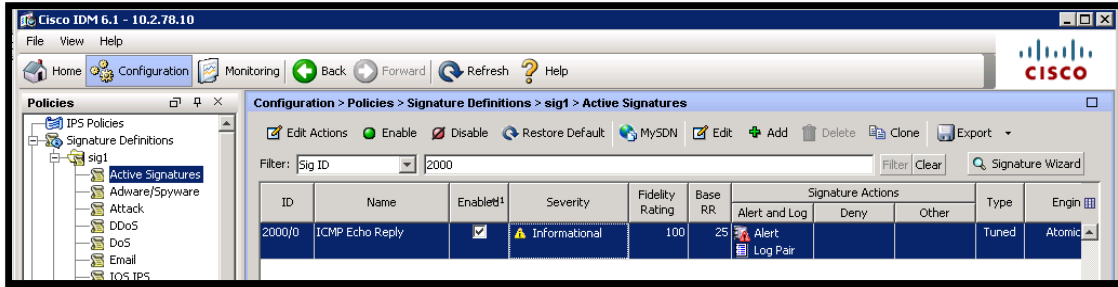 Cisco IDM 6.1 - 10.2.78.10
File View Help
Home Configuration Monitoring Back Forward Refresh Help
CISCO
Policies
IPS Policies
Signature Definitions
sig1
Active Signatures
Adware/Spyware
Attack
DDoS
DoS
Email
IOS IPS
Configuration > Policies > Signature Definitions > sig1 > Active Signatures
Edit Actions Enable Disable Restore Default MySDN Edit Add Delete Clone Export
Filter: Sig ID 2000 Filter Clear Signature Wizard
ID Name Enabled 1 Severity Fidelity Rating Base RR Signature Actions Type Engin
Alert and Log Deny Other
2000/0 ICMP Echo Reply Informational 100 25 Alert Tuned Atomic
Log Pair